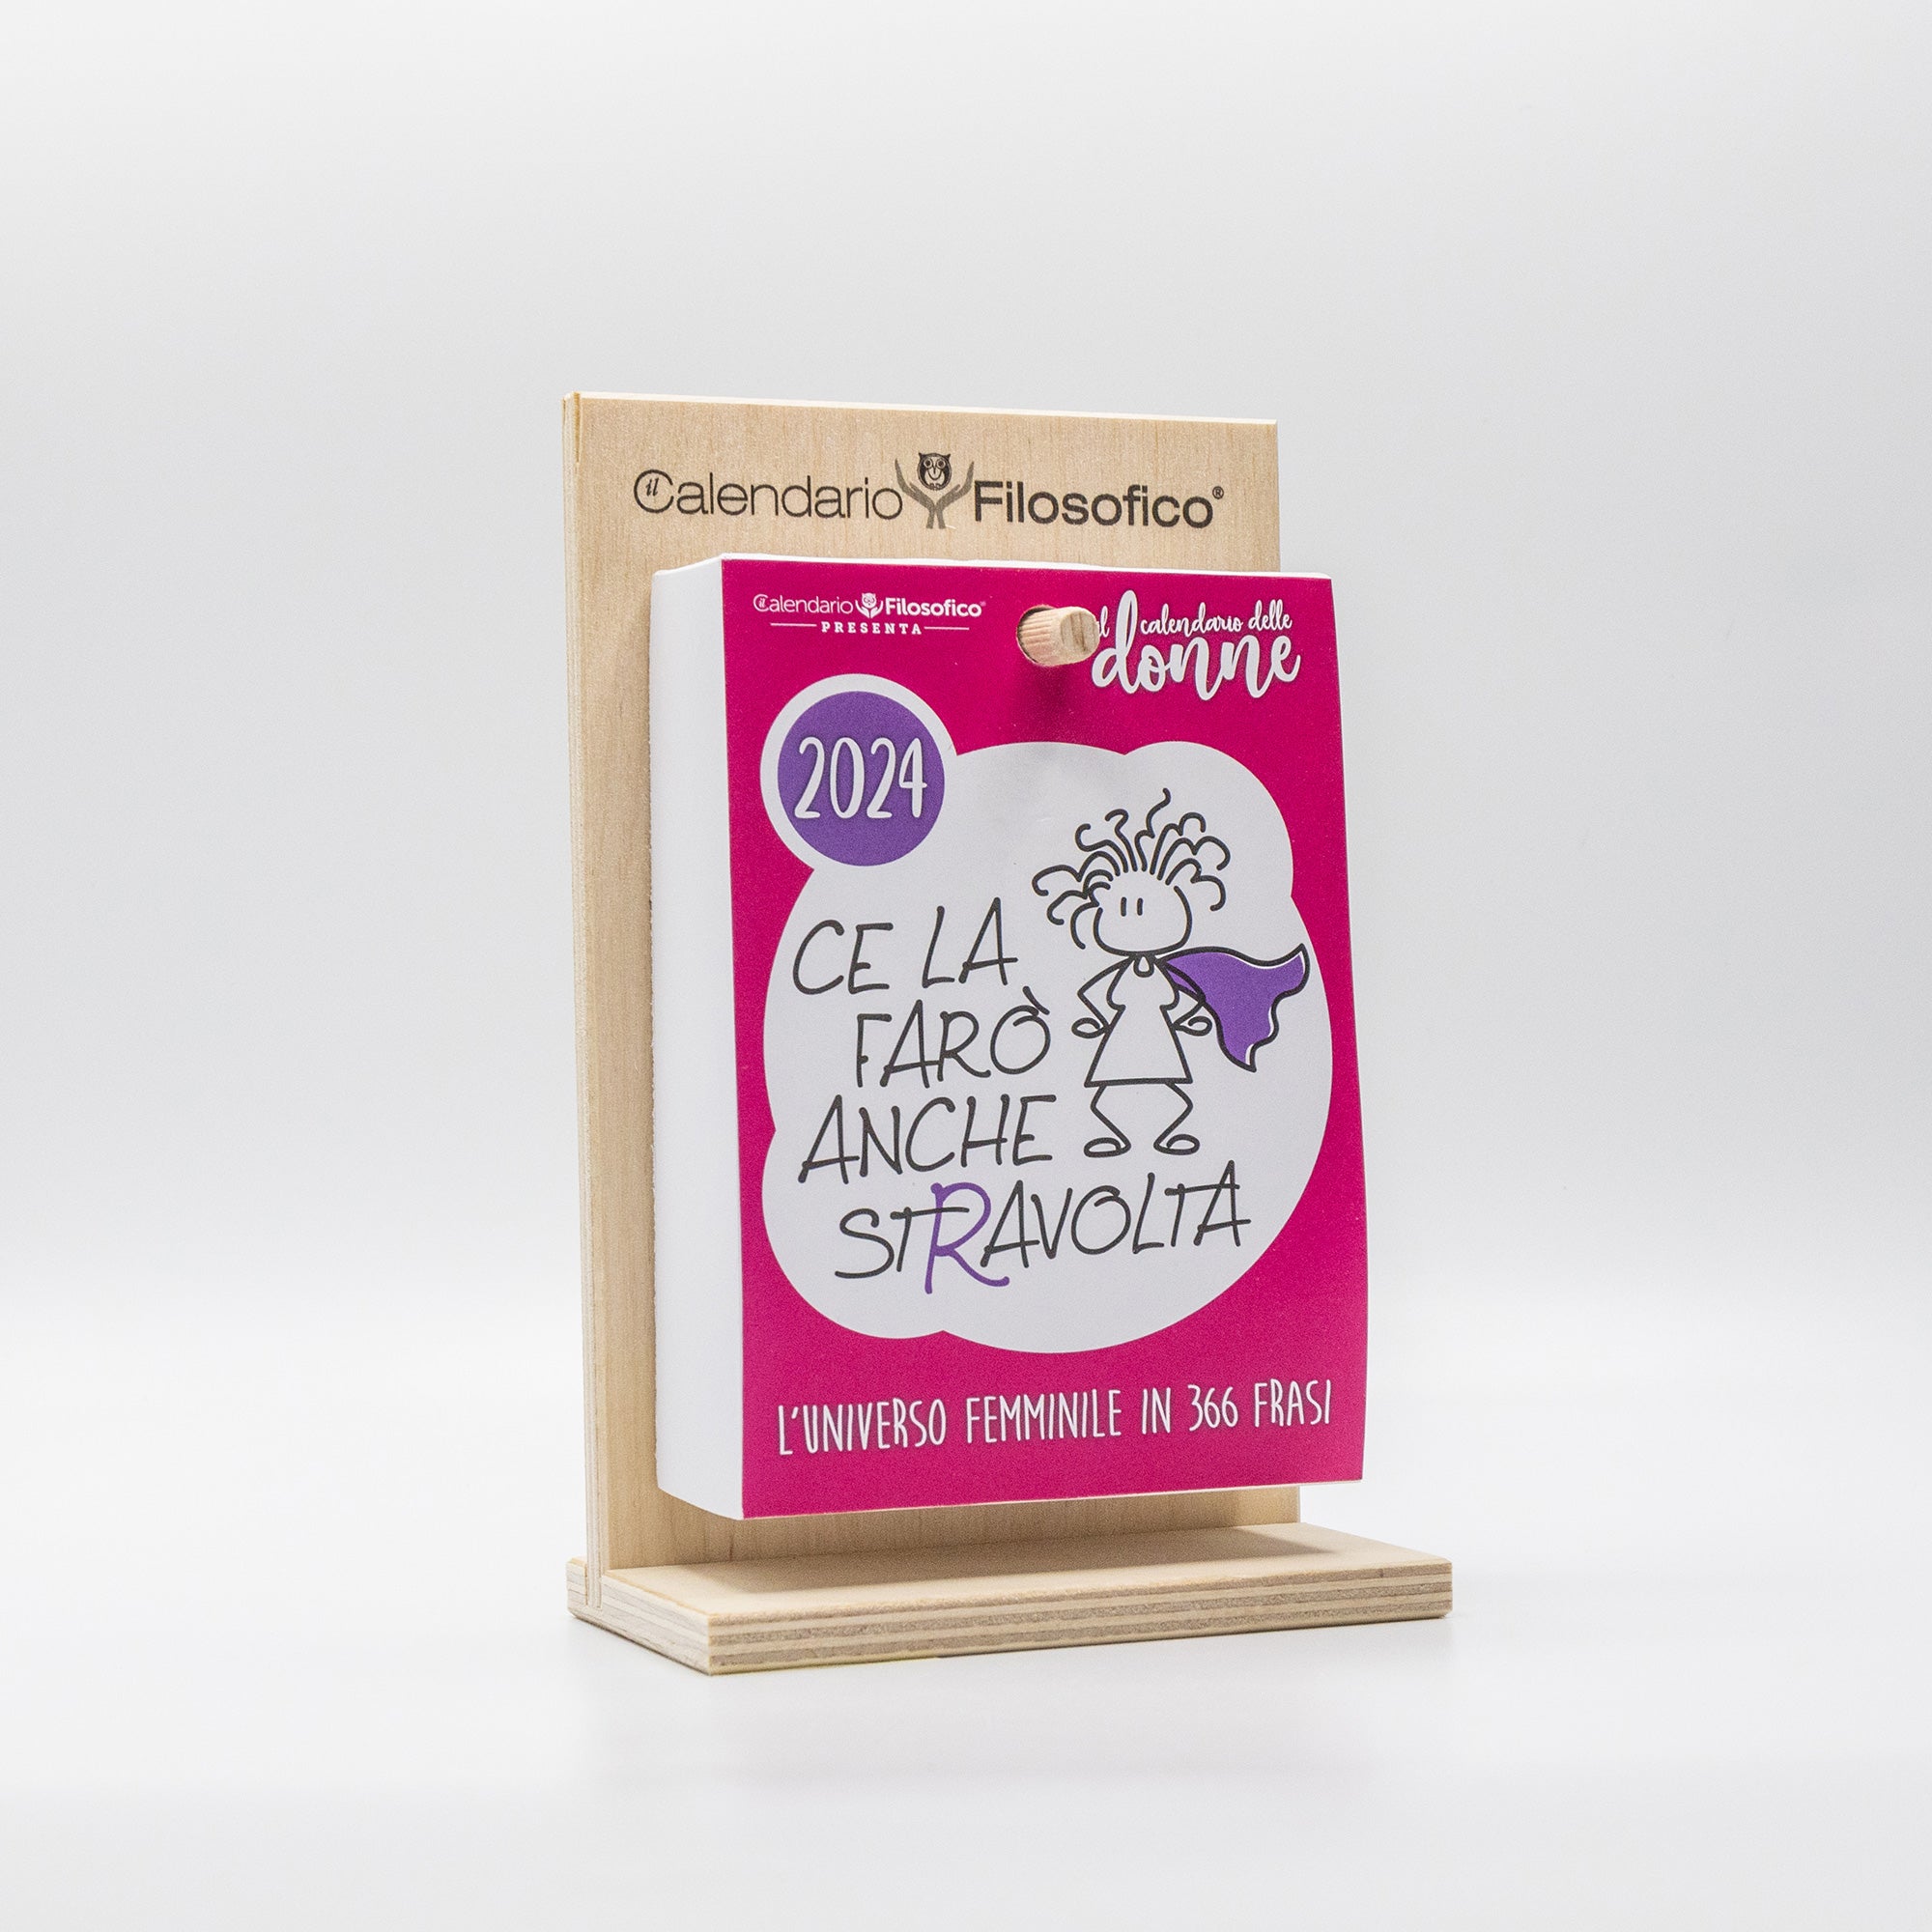 il Calendario Filosofico®
il Calendario Filosofico®
PRESENTA
il calendario delle
donne
2024
CE LA
FARÒ
ANCHE
STRAVOLTA
L'UNIVERSO FEMMINILE IN 366 FRASI